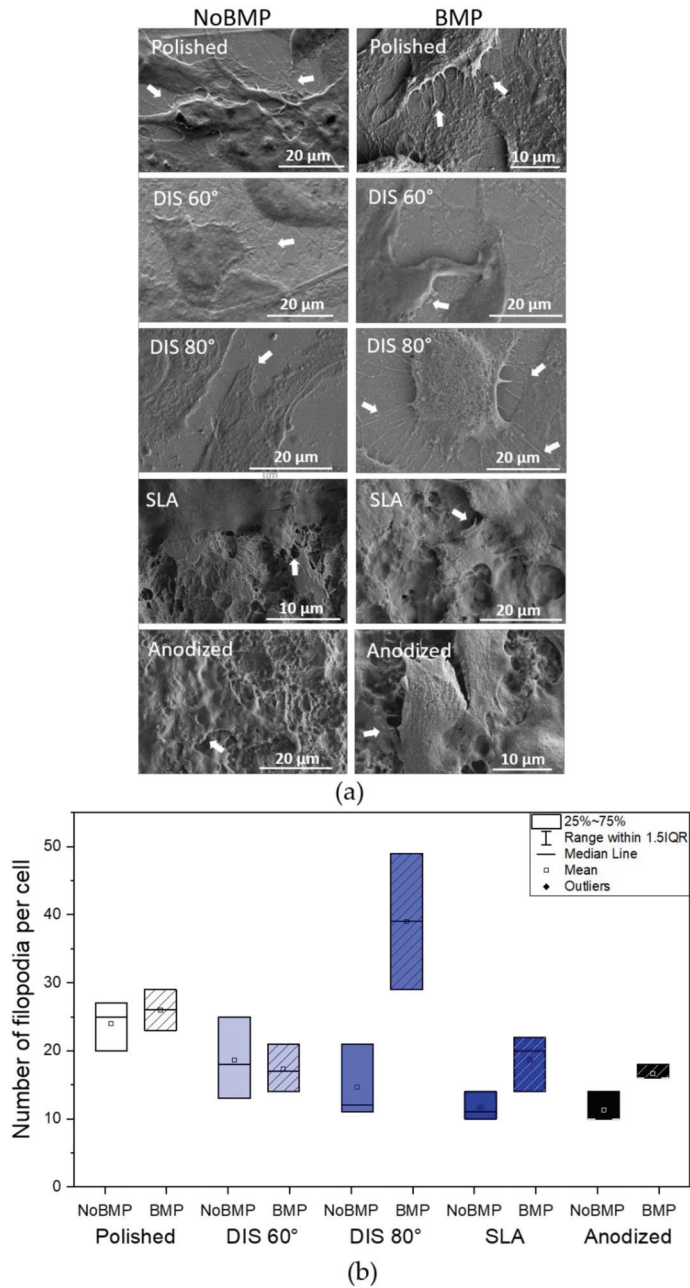 NoBMP BMP
Polished Polished
20 μm 10 μm
DIS 60° DIS 60°
20 μm 20 μm
DIS 80° DIS 80°
20 μm 20 μm
μm
SLA SLA
10 μm 20 μm
Anodized Anodized
20 μm 10 μm
(a)
25%~75%
Range within 1.5IQR
Median Line
Mean
Outliers
Number of filopodia per cell
50
40
30
20
10
0
NoBMP BMP NoBMP BMP NoBMP BMP NoBMP BMP NoBMP BMP
Polished DIS 60° DIS 80° SLA Anodized
(b)